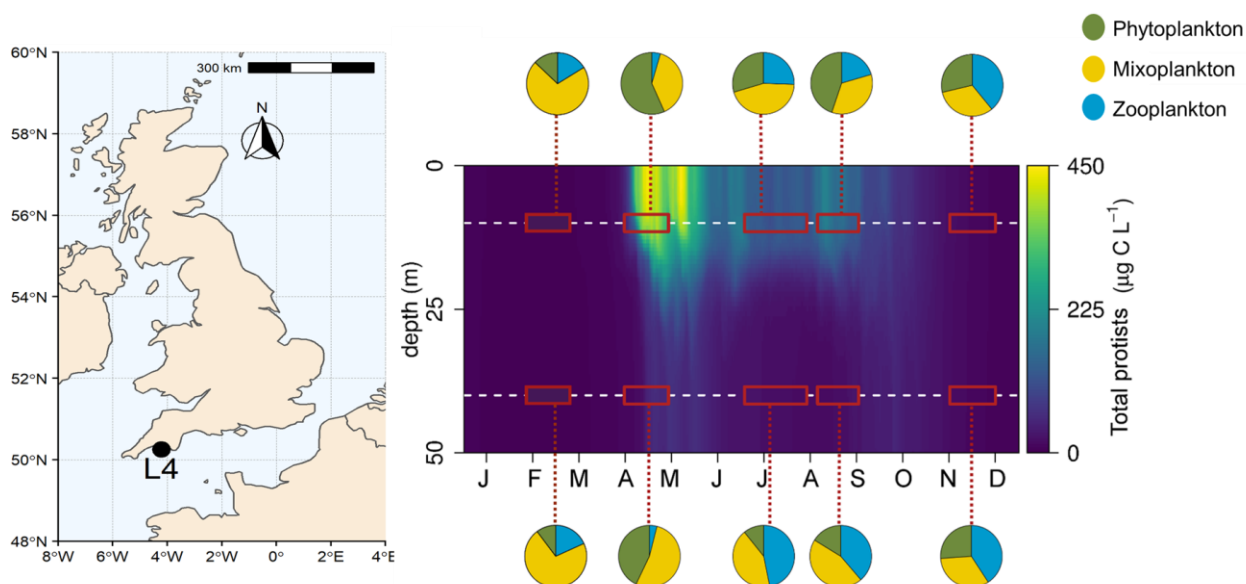 60°N
58°N
56°N
54°N
52°N
50°N
48°N
8°W 6°W 4°W 2°W 0° 2°E 4°E
300 km
N
L4
Phytoplankton
Mixoplankton
Zooplankton
0
25
50
depth (m)
J F M A M J J A S O N D
450
225
0
Total protists (µg C L⁻¹)